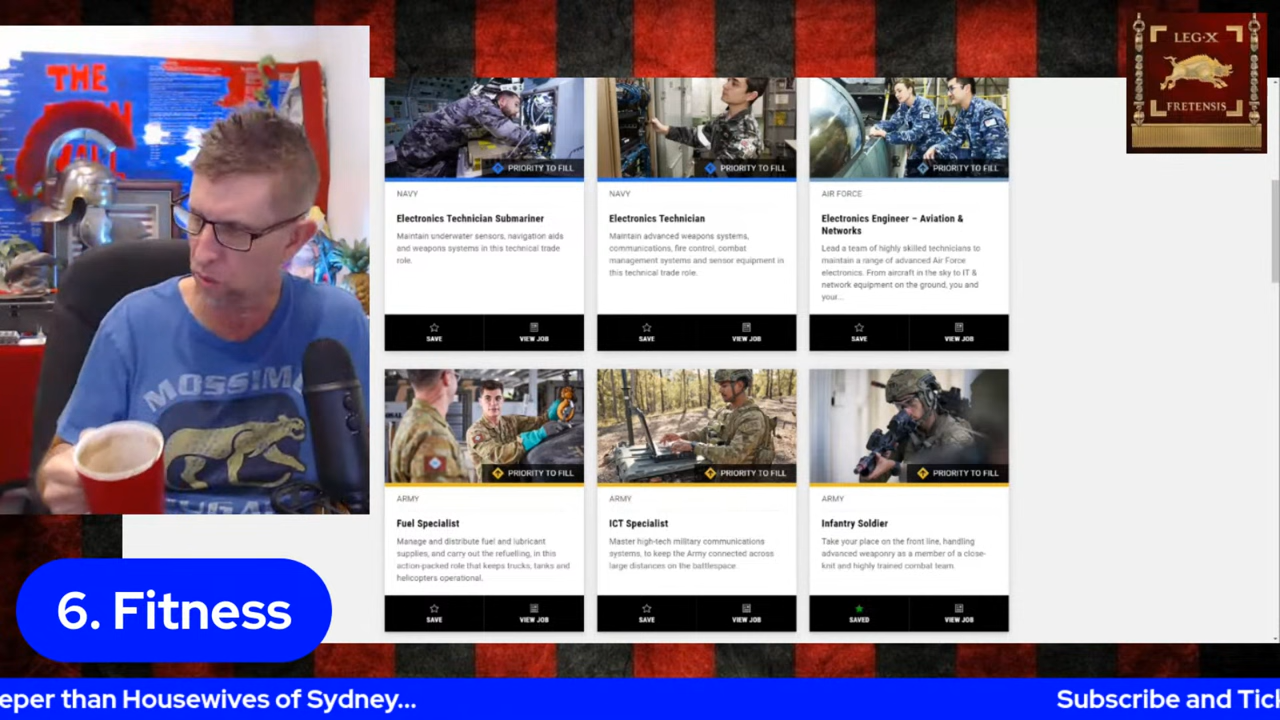 THE
LEG·X
FRETENSIS
MOSSIM
PRIORITY TO FILL
NAVY
Electronics Technician Submariner
Maintain underwater sensors, navigation aids
and weapons systems in this technical trade
role.
SAVE
VIEW JOB
PRIORITY TO FILL
NAVY
Electronics Technician
Maintain advanced weapons systems,
communications, fire control, combat
management systems and sensor equipment in
this technical trade role.
SAVE
VIEW JOB
PRIORITY TO FILL
AIR FORCE
Electronics Engineer – Aviation &
Networks
Lead a team of highly skilled technicians to
maintain a range of advanced Air Force
electronics. From aircraft in the sky to IT &
network equipment on the ground, you and
your...
SAVE
VIEW JOB
PRIORITY TO FILL
ARMY
Fuel Specialist
Manage and distribute fuel and lubricant
supplies, and carry out the refuelling, in this
action-packed role that keeps trucks, tanks and
helicopters operational.
SAVE
VIEW JOB
PRIORITY TO FILL
ARMY
ICT Specialist
Master high-tech military communications
systems, to keep the Army connected across
large distances on the battlespace.
SAVE
VIEW JOB
PRIORITY TO FILL
ARMY
Infantry Soldier
Take your place on the front line, handling
advanced weaponry as a member of a close-
knit and highly trained combat team.
SAVED
VIEW JOB
6. Fitness
eper than Housewives of Sydney...
Subscribe and Tick